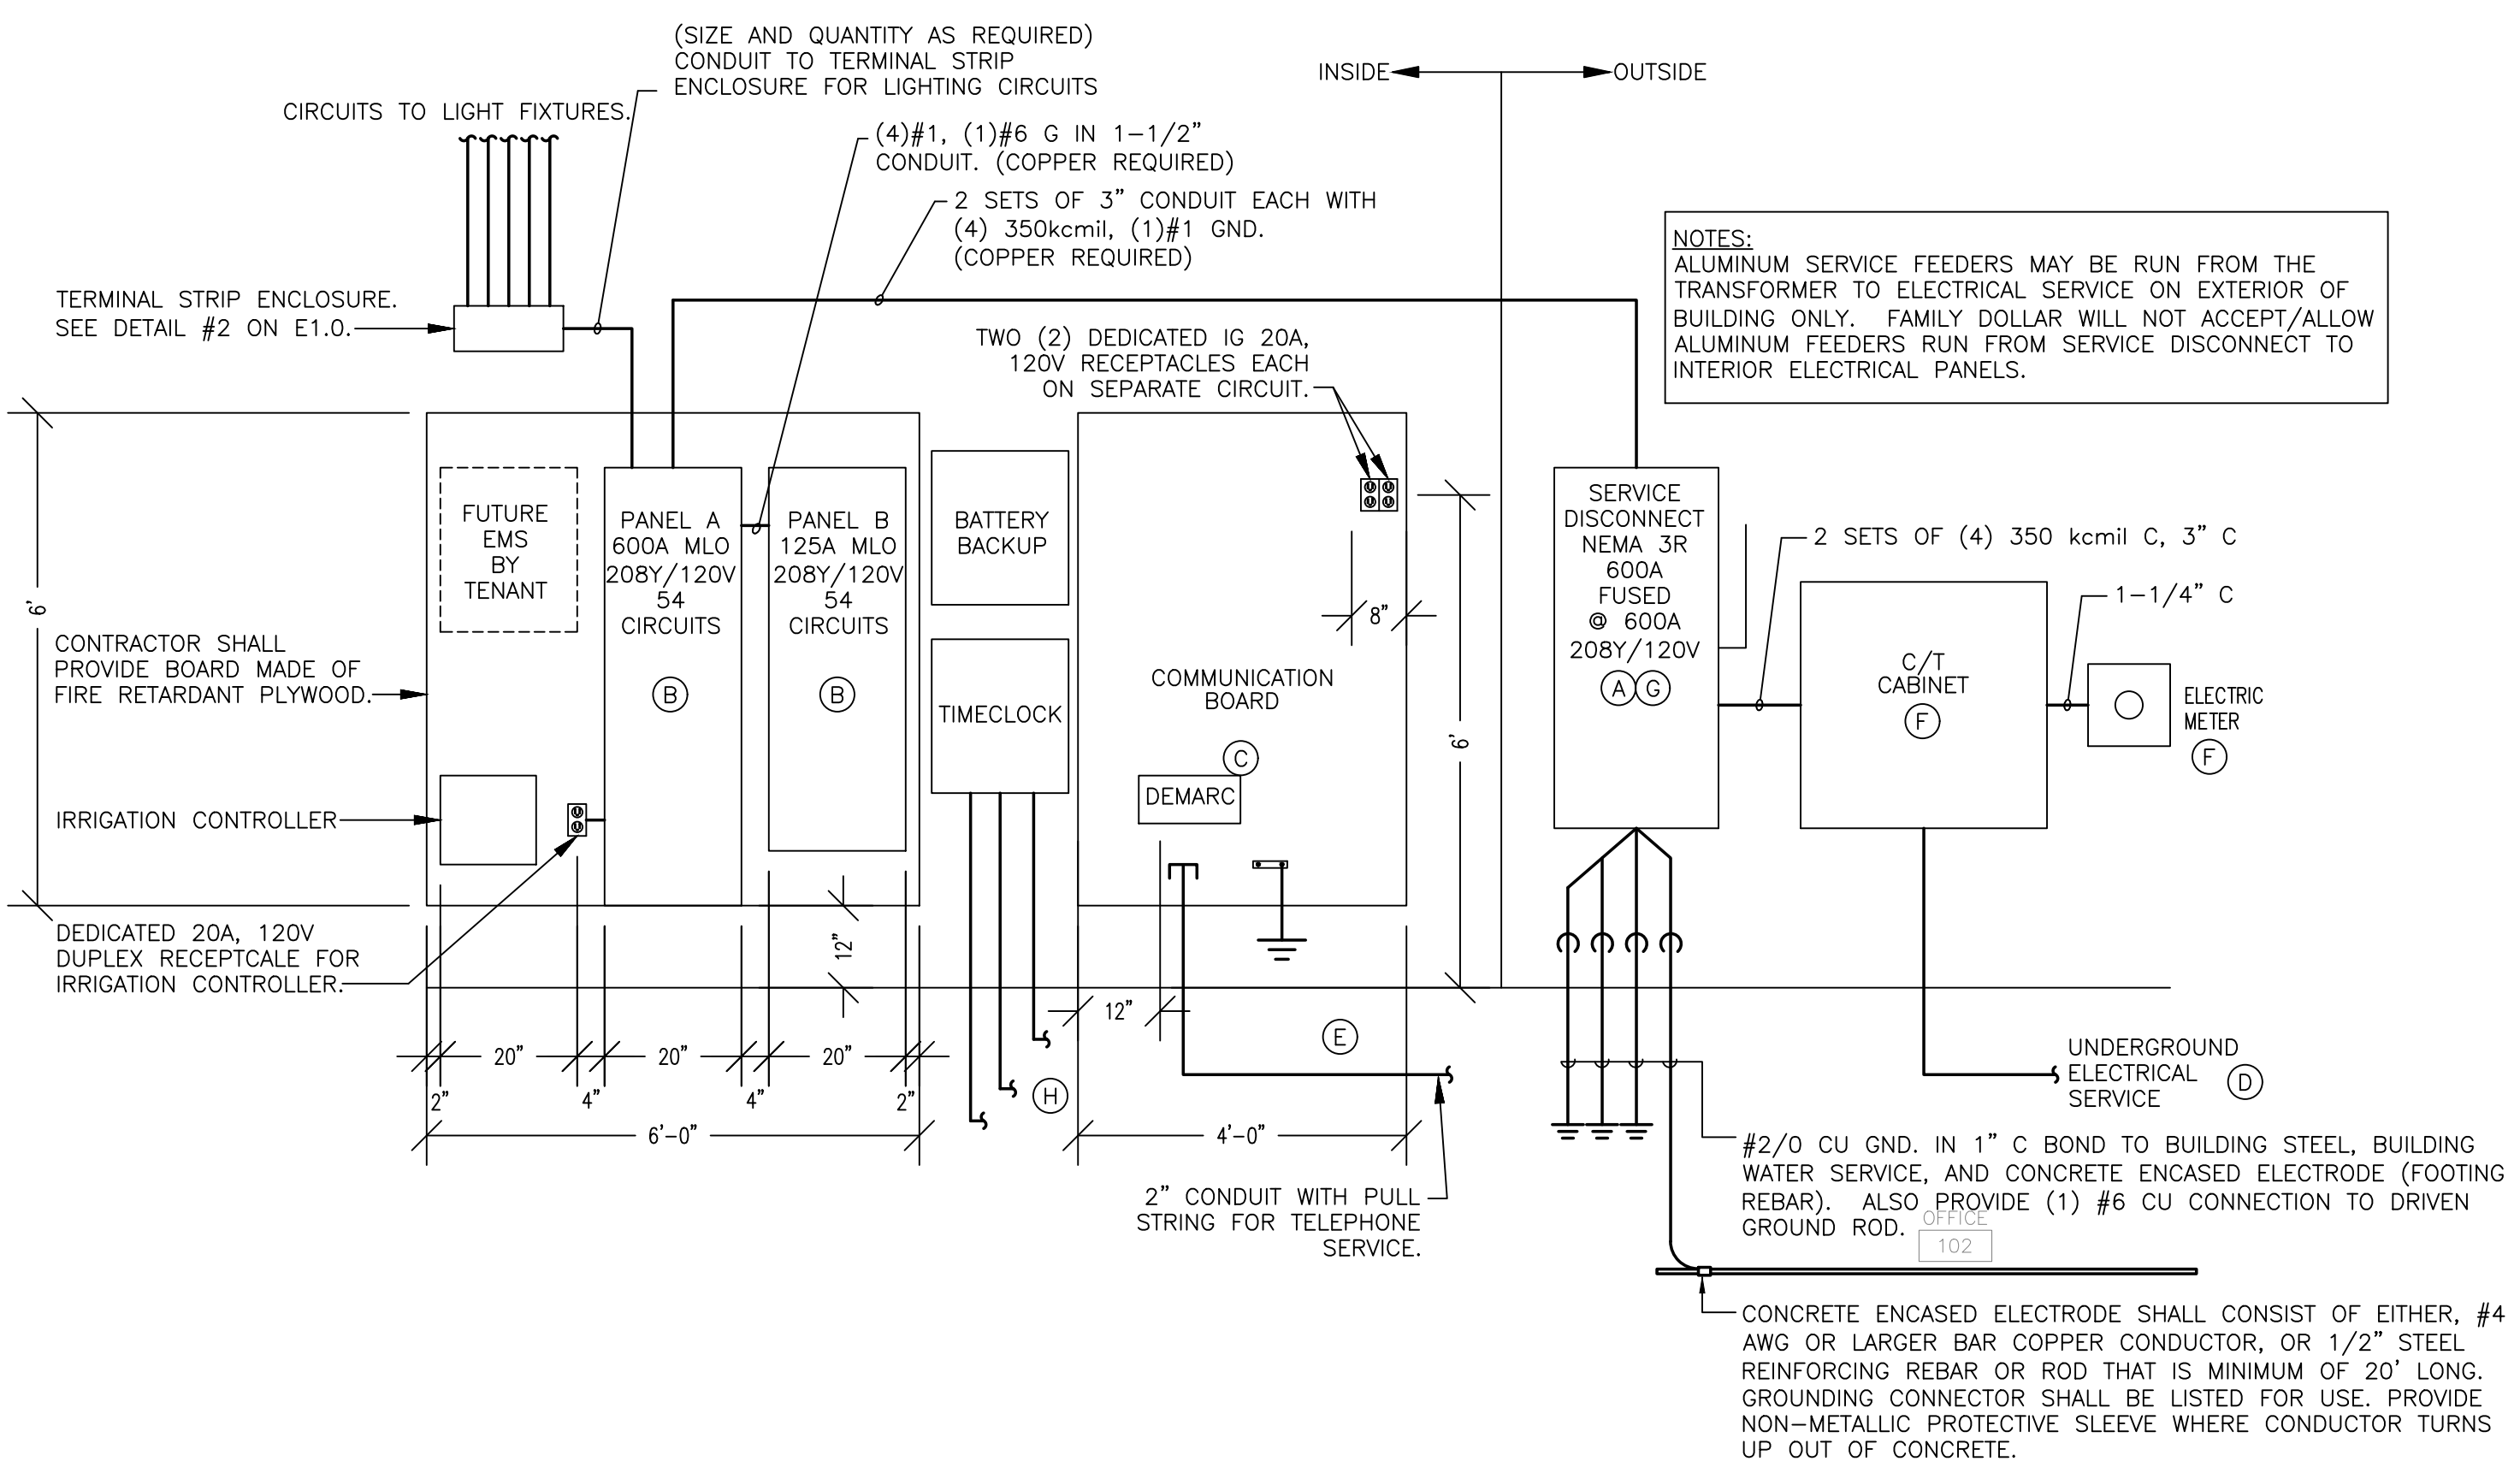 (SIZE AND QUANTITY AS REQUIRED)
CONDUIT TO TERMINAL STRIP
ENCLOSURE FOR LIGHTING CIRCUITS
INSIDE
OUTSIDE
CIRCUITS TO LIGHT FIXTURES.
(4)#1, (1)#6 G IN 1-1/2"
CONDUIT. (COPPER REQUIRED)
2 SETS OF 3" CONDUIT EACH WITH
(4) 350kcmil, (1)#1 GND.
(COPPER REQUIRED)
NOTES:
ALUMINUM SERVICE FEEDERS MAY BE RUN FROM THE
TRANSFORMER TO ELECTRICAL SERVICE ON EXTERIOR OF
BUILDING ONLY. FAMILY DOLLAR WILL NOT ACCEPT/ALLOW
ALUMINUM FEEDERS RUN FROM SERVICE DISCONNECT TO
INTERIOR ELECTRICAL PANELS.
TERMINAL STRIP ENCLOSURE.
SEE DETAIL #2 ON E1.0.
TWO (2) DEDICATED IG 20A,
120V RECEPTACLES EACH
ON SEPARATE CIRCUIT.
FUTURE
EMS
BY
TENANT
PANEL A
600A MLO
208Y/120V
54
CIRCUITS
B
PANEL B
125A MLO
208Y/120V
54
CIRCUITS
B
BATTERY
BACKUP
TIMECLOCK
SERVICE
DISCONNECT
NEMA 3R
600A
FUSED
@ 600A
208Y/120V
A
G
2 SETS OF (4) 350 kcmil C, 3" C
1-1/4" C
6'
8"
CONTRACTOR SHALL
PROVIDE BOARD MADE OF
FIRE RETARDANT PLYWOOD.
COMMUNICATION
BOARD
C
DEMARC
6'
C/T
CABINET
F
ELECTRIC
METER
F
IRRIGATION CONTROLLER
DEDICATED 20A, 120V
DUPLEX RECEPTCALE FOR
IRRIGATION CONTROLLER.
12"
12"
E
20"
20"
20"
2"
4"
4"
2"
H
6'-0"
4'-0"
UNDERGROUND
ELECTRICAL
SERVICE
D
2" CONDUIT WITH PULL
STRING FOR TELEPHONE
SERVICE.
#2/0 CU GND. IN 1" C BOND TO BUILDING STEEL, BUILDING
WATER SERVICE, AND CONCRETE ENCASED ELECTRODE (FOOTING
REBAR). ALSO PROVIDE (1) #6 CU CONNECTION TO DRIVEN
GROUND ROD.
OFFICE
102
CONCRETE ENCASED ELECTRODE SHALL CONSIST OF EITHER, #4
AWG OR LARGER BAR COPPER CONDUCTOR, OR 1/2" STEEL
REINFORCING REBAR OR ROD THAT IS MINIMUM OF 20' LONG.
GROUNDING CONNECTOR SHALL BE LISTED FOR USE. PROVIDE
NON-METALLIC PROTECTIVE SLEEVE WHERE CONDUCTOR TURNS
UP OUT OF CONCRETE.